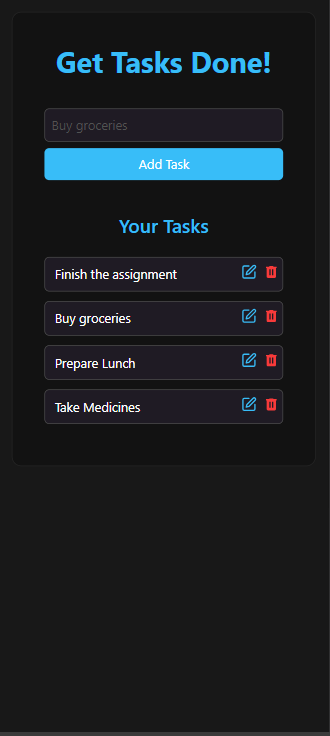 Get Tasks Done!
Buy groceries
Add Task
Your Tasks
Finish the assignment
Buy groceries
Prepare Lunch
Take Medicines